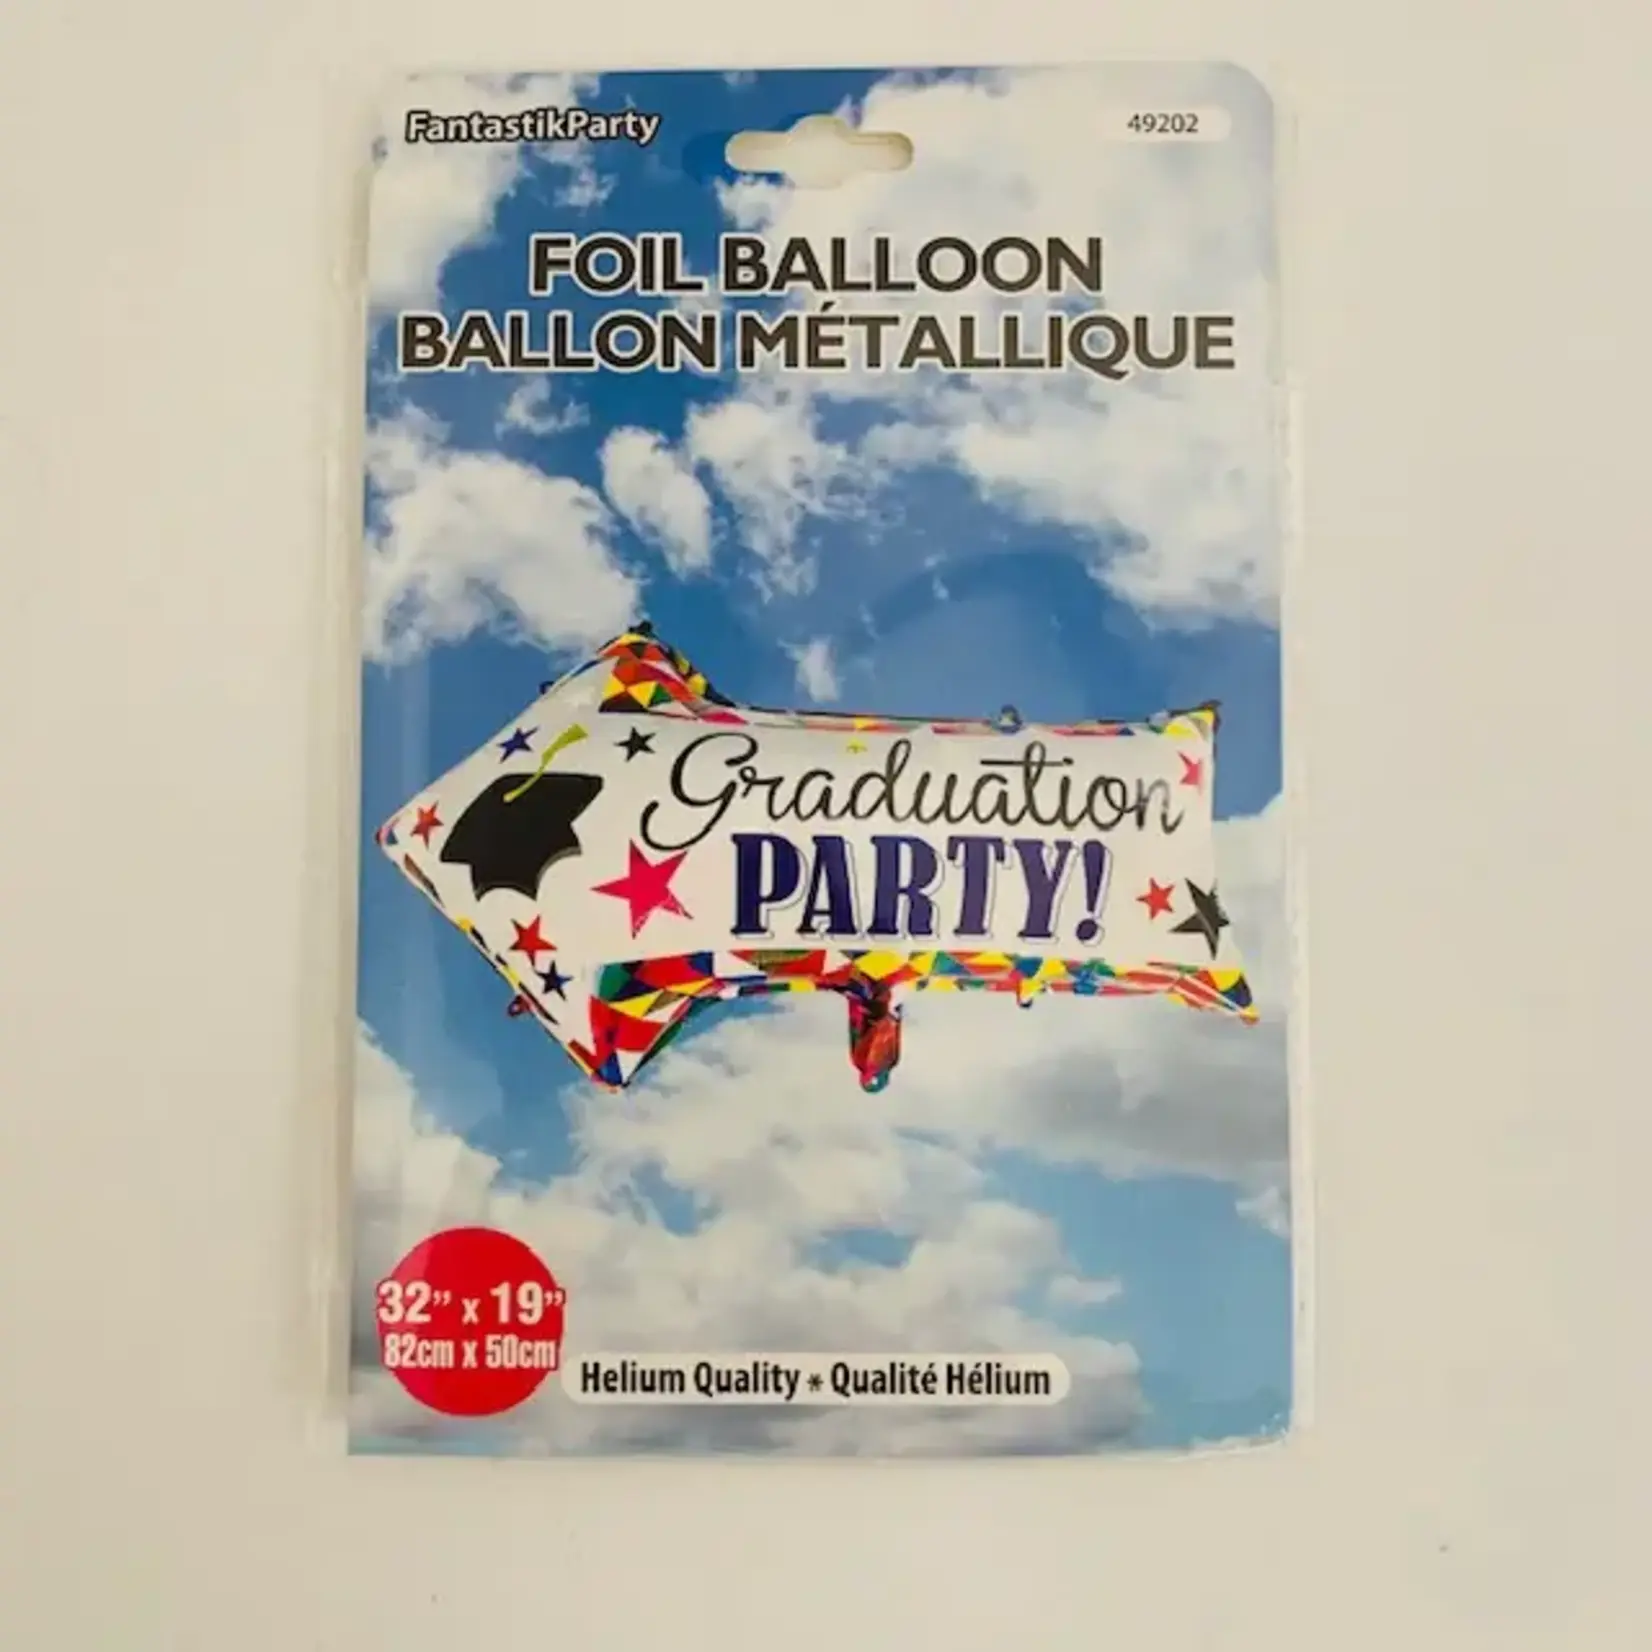 FantastikParty
49202
FOIL BALLOON
BALLON MÉTALLIQUE
Graduation
PARTY!
32” x 19”
82cm x 50cm
Helium Quality * Qualité Hélium